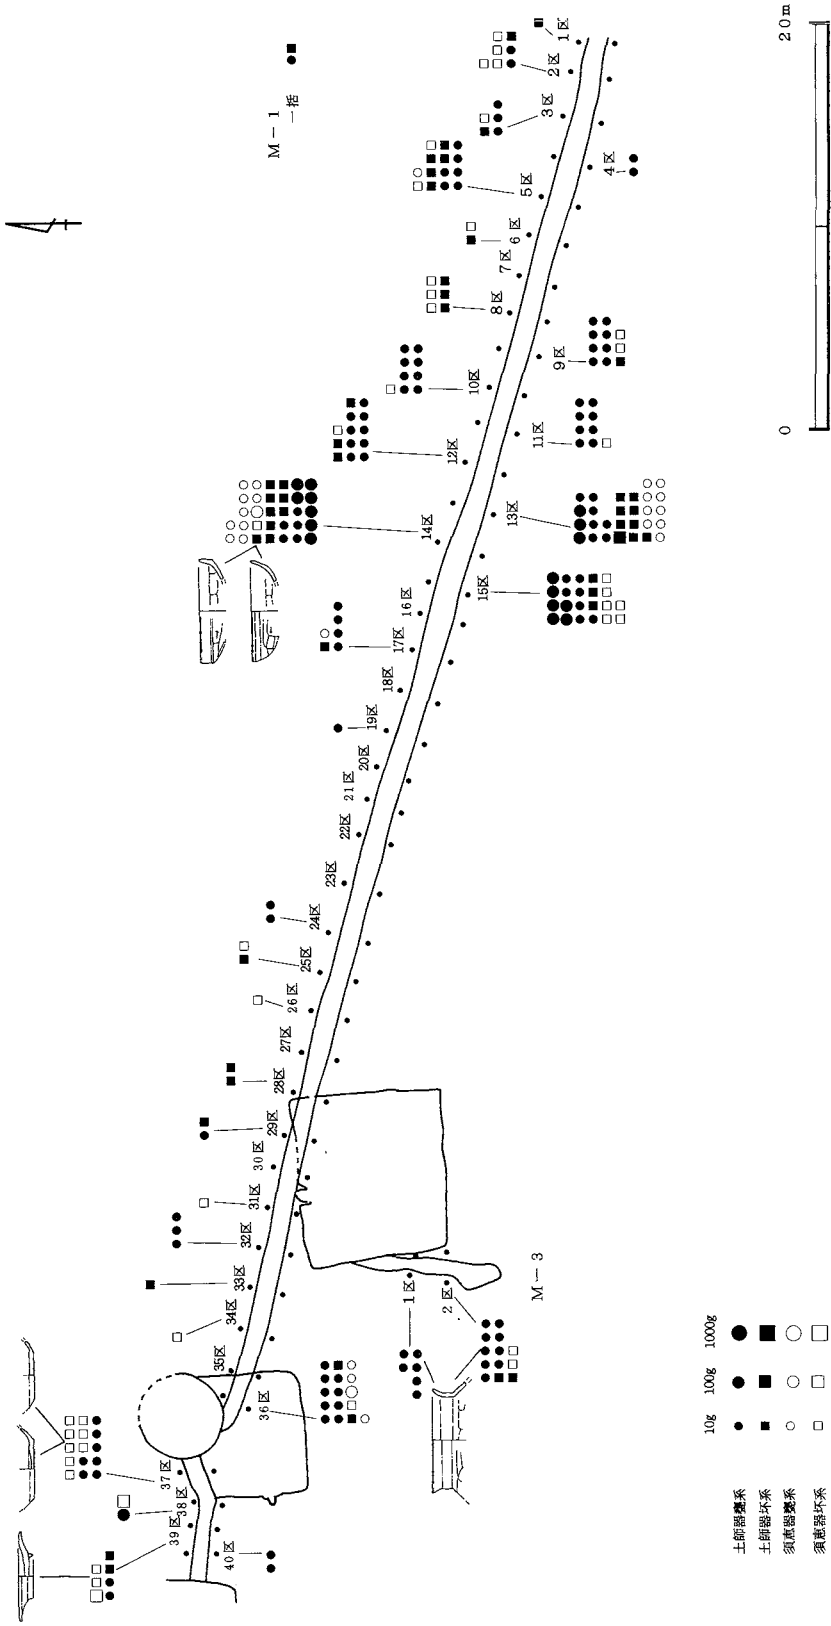 20m
0
M－1
一括
1区
2区
3区
4区
5区
6区
7区
8区
9区
10区
11区
12区
13区
14区
15区
16区
17区
18区
19区
20区
21区
22区
23区
24区
25区
26区
27区
28区
29区
30区
31区
32区
33区
34区
35区
36区
37区
38区
39区
40区
M－3
1区
2区
10g 100g 1000g
土師器甕系
土師器坏系
須恵器甕系
須恵器坏系